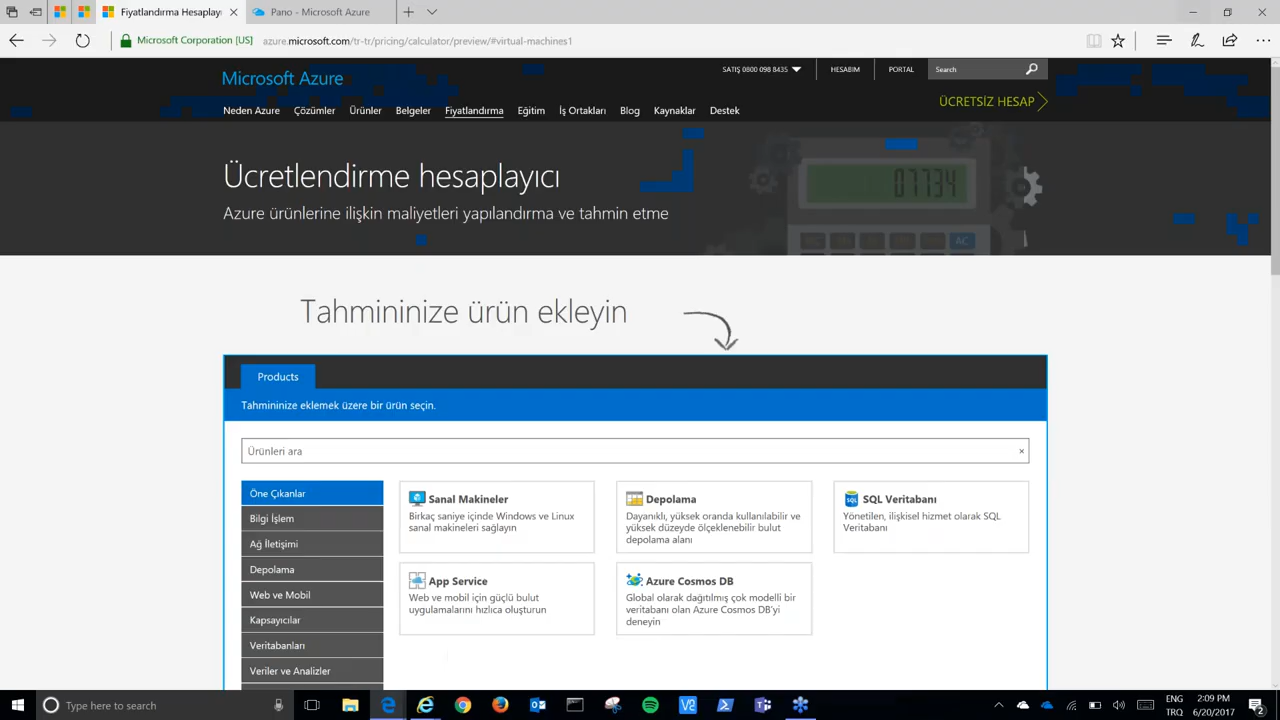 Fiyatlandırma Hesaplayı
Pano - Microsoft Azure
Microsoft Corporation [US]
azure.microsoft.com/tr-tr/pricing/calculator/preview/#virtual-machines1
Microsoft Azure
SATIŞ 0800 098 8435
HESABIM
PORTAL
Search
Neden Azure
Çözümler
Ürünler
Belgeler
Fiyatlandırma
Eğitim
İş Ortakları
Blog
Kaynaklar
Destek
ÜCRETSİZ HESAP
Ücretlendirme hesaplayıcı
Azure ürünlerine ilişkin maliyetleri yapılandırma ve tahmin etme
07734
AC
Tahmininize ürün ekleyin
Products
Tahmininize eklemek üzere bir ürün seçin.
Ürünleri ara
Öne Çıkanlar
Bilgi İşlem
Ağ İletişimi
Depolama
Web ve Mobil
Kapsayıcılar
Veritabanları
Veriler ve Analizler
Sanal Makineler
Birkaç saniye içinde Windows ve Linux
sanal makineleri sağlayın
Depolama
Dayanıklı, yüksek oranda kullanılabilir ve
yüksek düzeyde ölçeklenebilir bulut
depolama alanı
SQL Veritabanı
Yönetilen, ilişkisel hizmet olarak SQL
Veritabanı
App Service
Web ve mobil için güçlü bulut
uygulamalarını hızlıca oluşturun
Azure Cosmos DB
Global olarak dağıtılmış çok modelli bir
veritabanı olan Azure Cosmos DB'yi
deneyin
Type here to search
ENG
TRQ
2:09 PM
6/20/2017
2